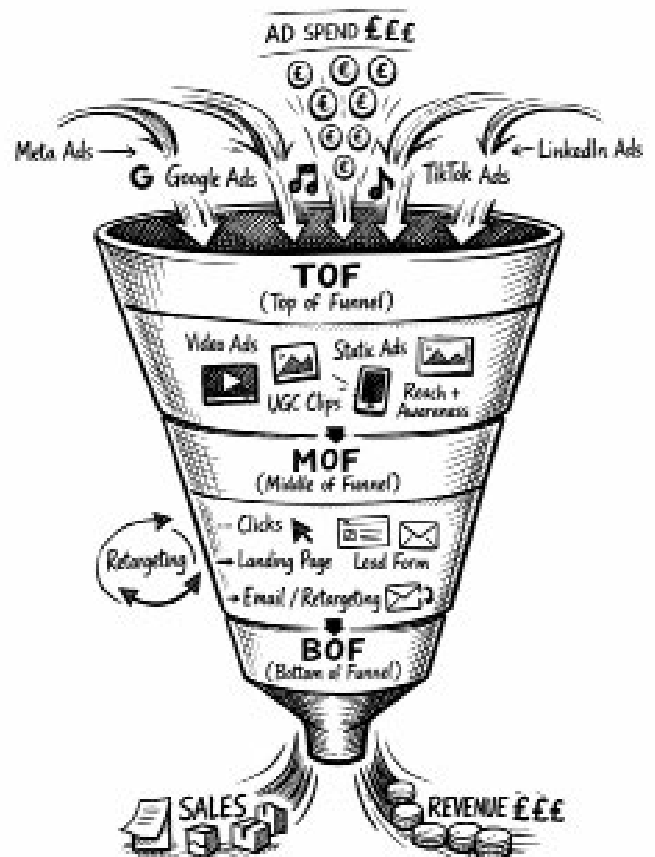 AD SPEND £££
£ £ £
£ £
£ £
£
Meta Ads
G Google Ads
TikTok Ads
LinkedIn Ads
TOF
(Top of Funnel)
Video Ads
Static Ads
UGC Clips
Reach +
Awareness
MOF
(Middle of Funnel)
Clicks
Landing Page
Lead Form
Retargeting
Email / Retargeting
BOF
(Bottom of Funnel)
SALES
REVENUE £££